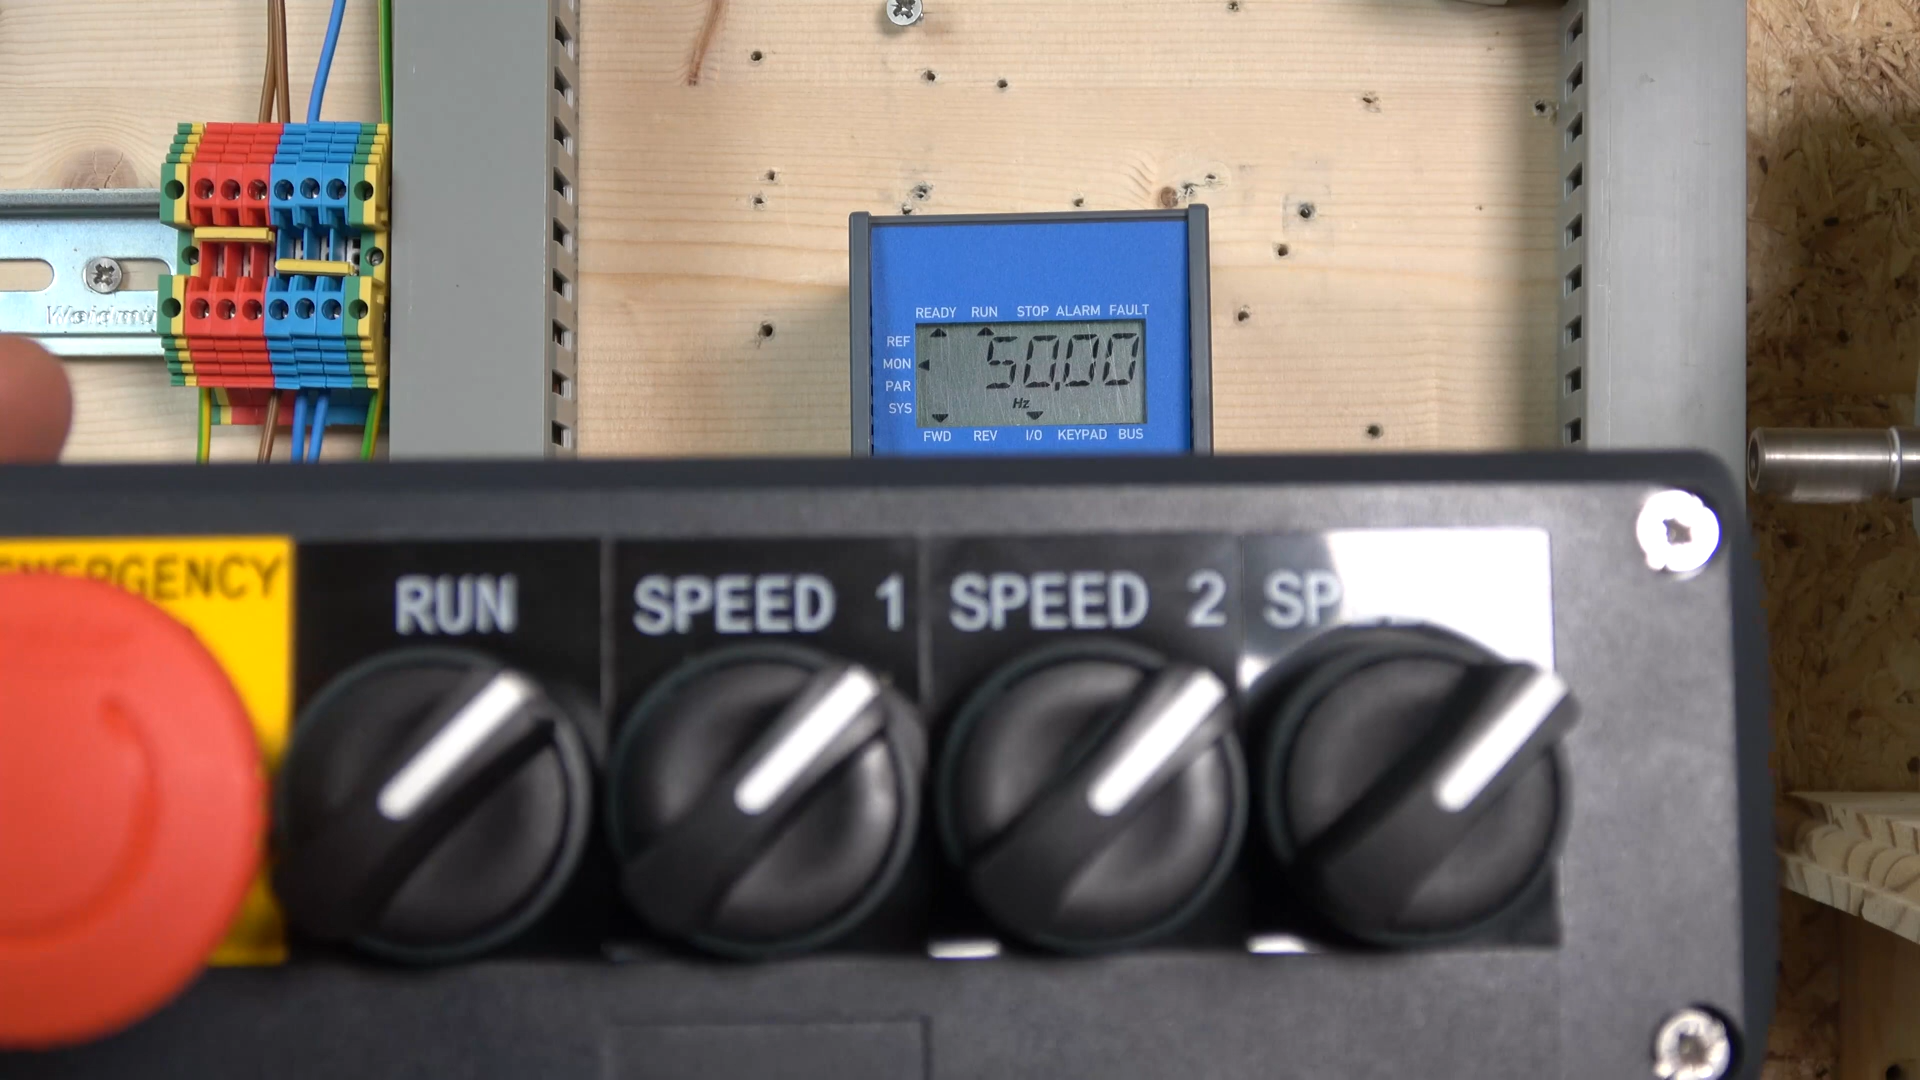 READY RUN STOP ALARM FAULT
REF
MON
PAR
SYS
50.00
Hz
FWD REV I/O KEYPAD BUS
EMERGENCY
RUN
SPEED 1
SPEED 2